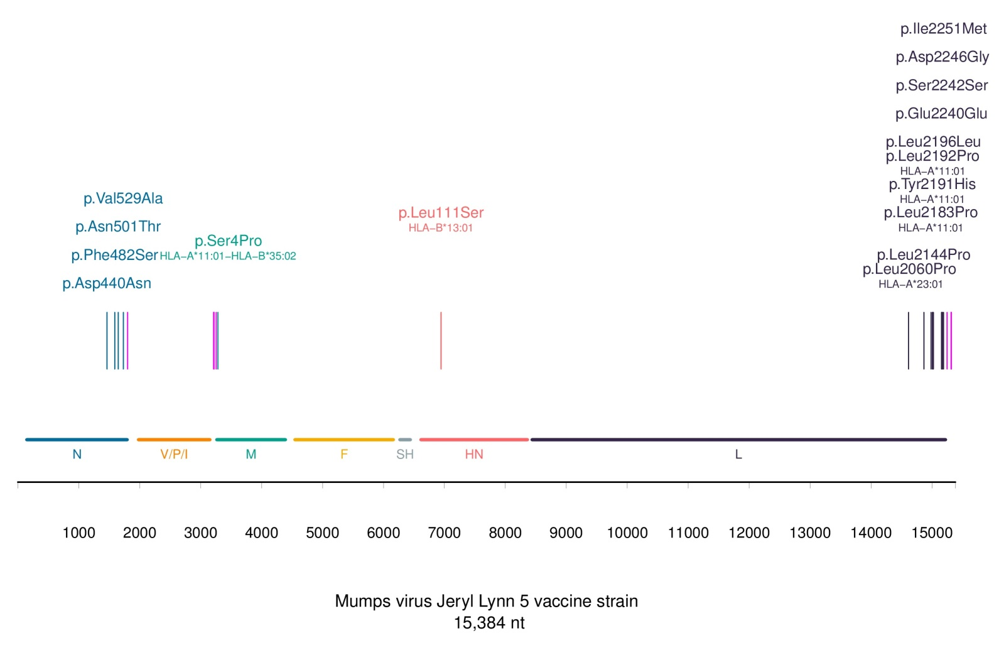 p.Ile2251Met
p.Asp2246Gly
p.Ser2242Ser
p.Glu2240Glu
p.Leu2196Leu
p.Leu2192Pro
HLA−A*11:01
p.Tyr2191His
HLA−A*11:01
p.Leu2183Pro
HLA−A*11:01
p.Leu2144Pro
p.Leu2060Pro
HLA−A*23:01
p.Val529Ala
p.Asn501Thr
p.Phe482Ser
p.Asp440Asn
p.Ser4Pro
HLA−A*11:01−HLA−B*35:02
p.Leu111Ser
HLA−B*13:01
N V/P/I M F SH HN L
1000 2000 3000 4000 5000 6000 7000 8000 9000 10000 11000 12000 13000 14000 15000
Mumps virus Jeryl Lynn 5 vaccine strain
15,384 nt